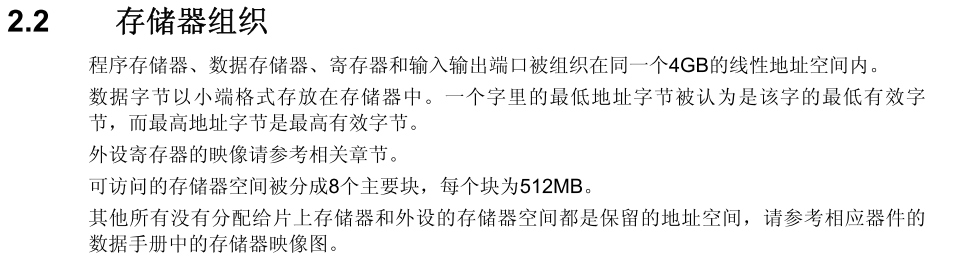 2.2 存储器组织
程序存储器、数据存储器、寄存器和输入输出端口被组织在同一个4GB的线性地址空间内。
数据字节以小端格式存放在存储器中。一个字里的最低地址字节被认为是该字的最低有效字
节，而最高地址字节是最高有效字节。
外设寄存器的映像请参考相关章节。
可访问的存储器空间被分成8个主要块，每个块为512MB。
其他所有没有分配给片上存储器和外设的存储器空间都是保留的地址空间，请参考相应器件的
数据手册中的存储器映像图。